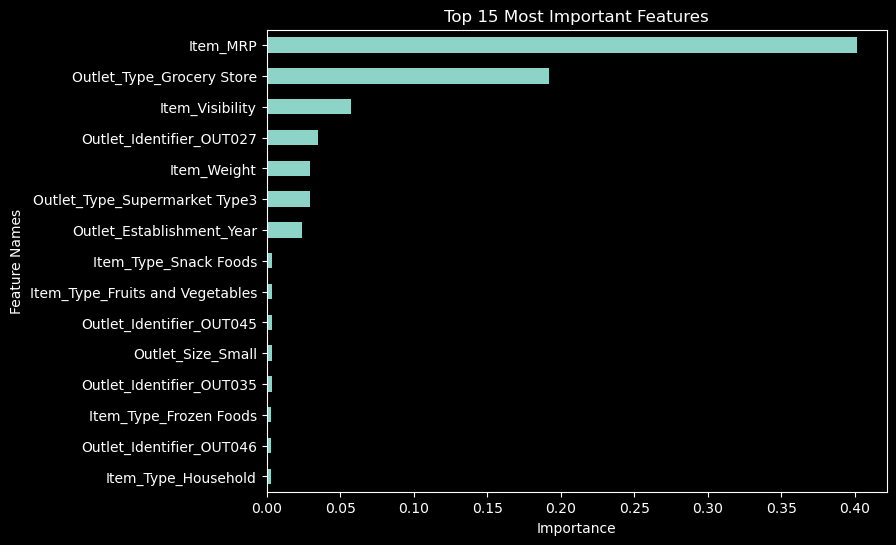 Top 15 Most Important Features
Feature Names
Item_MRP
Outlet_Type_Grocery Store
Item_Visibility
Outlet_Identifier_OUT027
Item_Weight
Outlet_Type_Supermarket Type3
Outlet_Establishment_Year
Item_Type_Snack Foods
Item_Type_Fruits and Vegetables
Outlet_Identifier_OUT045
Outlet_Size_Small
Outlet_Identifier_OUT035
Item_Type_Frozen Foods
Outlet_Identifier_OUT046
Item_Type_Household
0.00 0.05 0.10 0.15 0.20 0.25 0.30 0.35 0.40
Importance